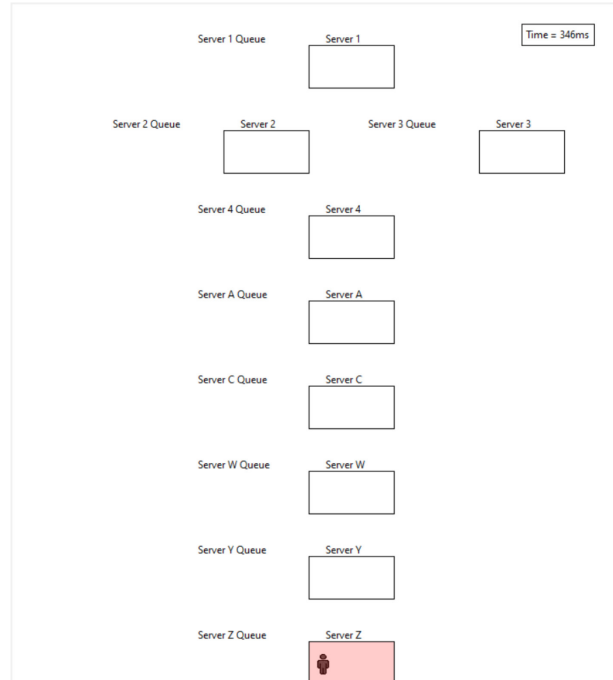 Server 1 Queue Server 1 Time = 346ms
Server 2 Queue Server 2 Server 3 Queue Server 3
Server 4 Queue Server 4
Server A Queue Server A
Server C Queue Server C
Server W Queue Server W
Server Y Queue Server Y
Server Z Queue Server Z